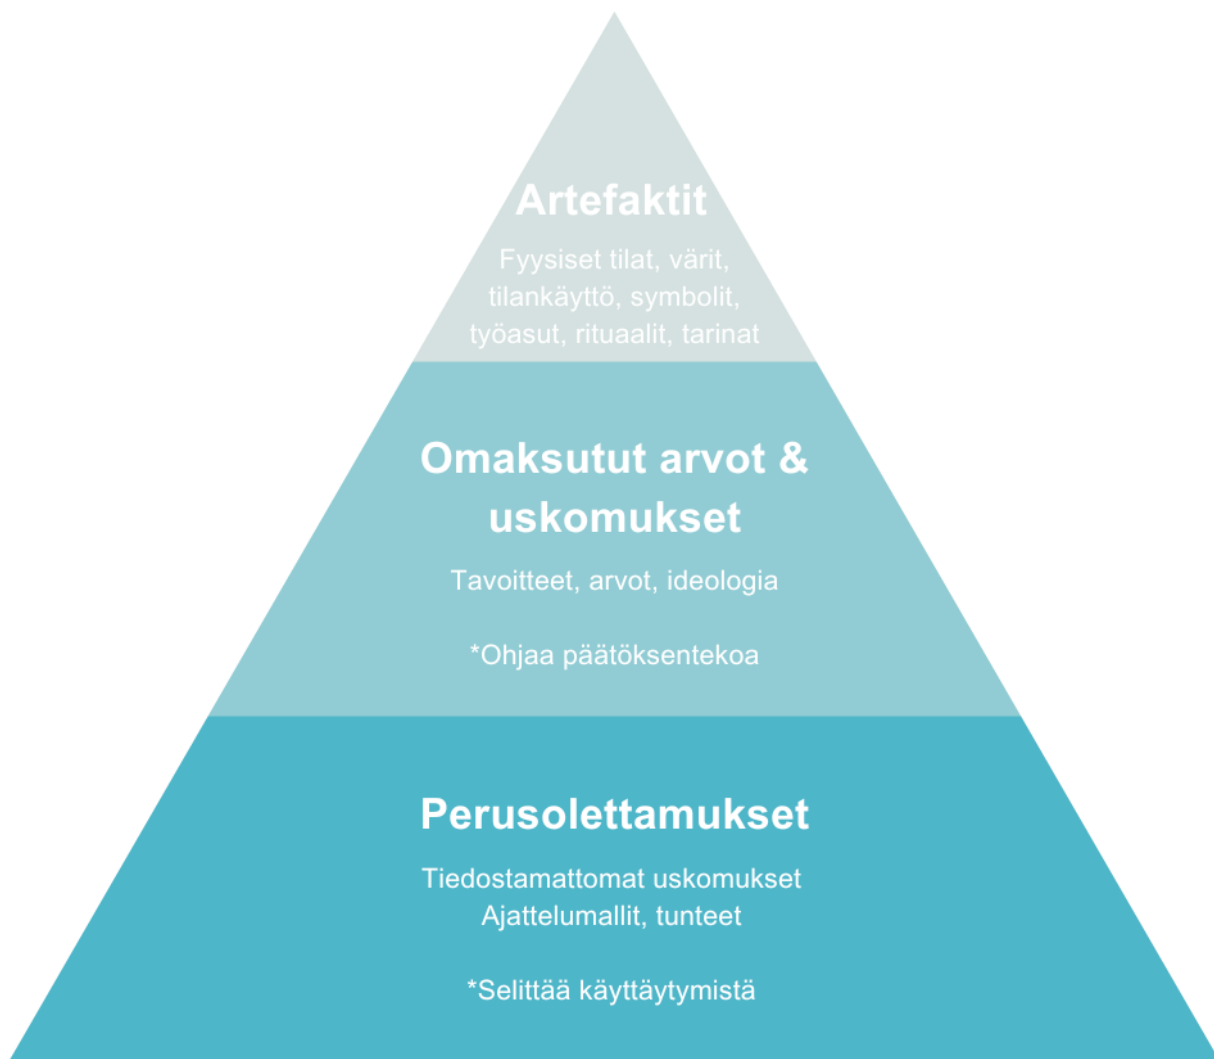 Artefaktit
Fyysiset tilat, värit,
tilankäyttö, symbolit,
työasut, rituaalit, tarinat
Omaksutut arvot &
uskomukset
Tavoitteet, arvot, ideologia
*Ohjaa päätöksentekoa
Perusolettamukset
Tiedostamattomat uskomukset
Ajattelumallit, tunteet
*Selittää käyttäytymistä